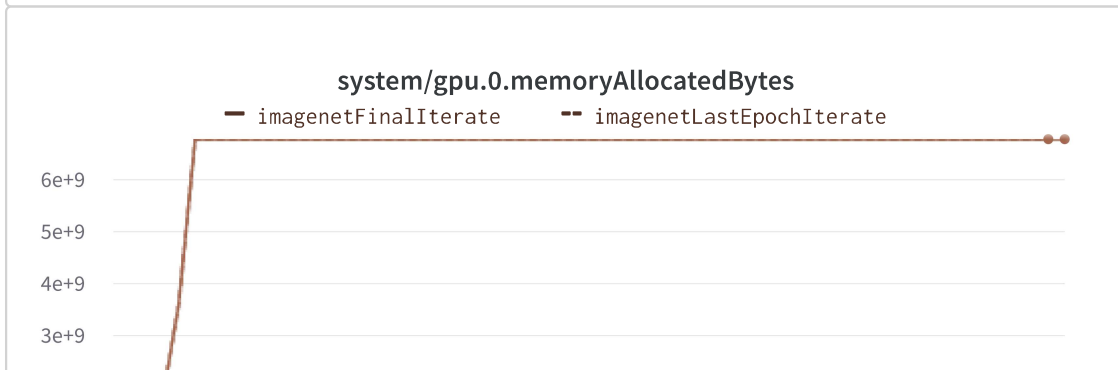 system/gpu.0.memoryAllocatedBytes
imagenetFinalIterate imagenetLastEpochIterate
6e+9
5e+9
4e+9
3e+9